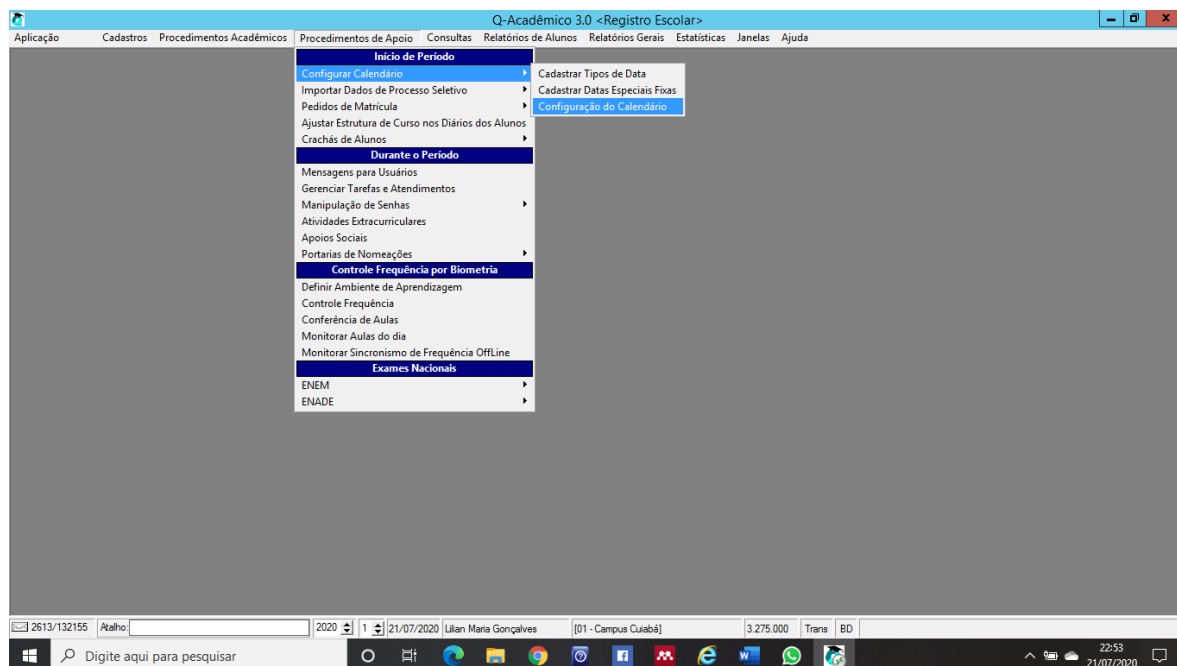 Q-Acadêmico 3.0 <Registro Escolar>
Aplicação Cadastros Procedimentos Acadêmicos Procedimentos de Apoio Consultas Relatórios de Alunos Relatórios Gerais Estatísticas Janelas Ajuda
Início de Período
Configurar Calendário
Importar Dados de Processo Seletivo
Pedidos de Matrícula
Ajustar Estrutura de Curso nos Diários dos Alunos
Crachás de Alunos
Durante o Período
Mensagens para Usuários
Gerenciar Tarefas e Atendimentos
Manipulação de Senhas
Atividades Extracurriculares
Apoios Sociais
Portarias de Nomeações
Controle Frequência por Biometria
Definir Ambiente de Aprendizagem
Controle Frequência
Conferência de Aulas
Monitorar Aulas do dia
Monitorar Sincronismo de Frequência OffLine
Exames Nacionais
ENEM
ENADE
Cadastrar Tipos de Data
Cadastrar Datas Especiais Fixas
Configuração do Calendário
2613/132155 Atalho: 2020 1 21/07/2020 Lilian Maria Gonçalves [01 - Campus Cuiabá] 3.275.000 Trans BD
Digite aqui para pesquisar
22:53
21/07/2020